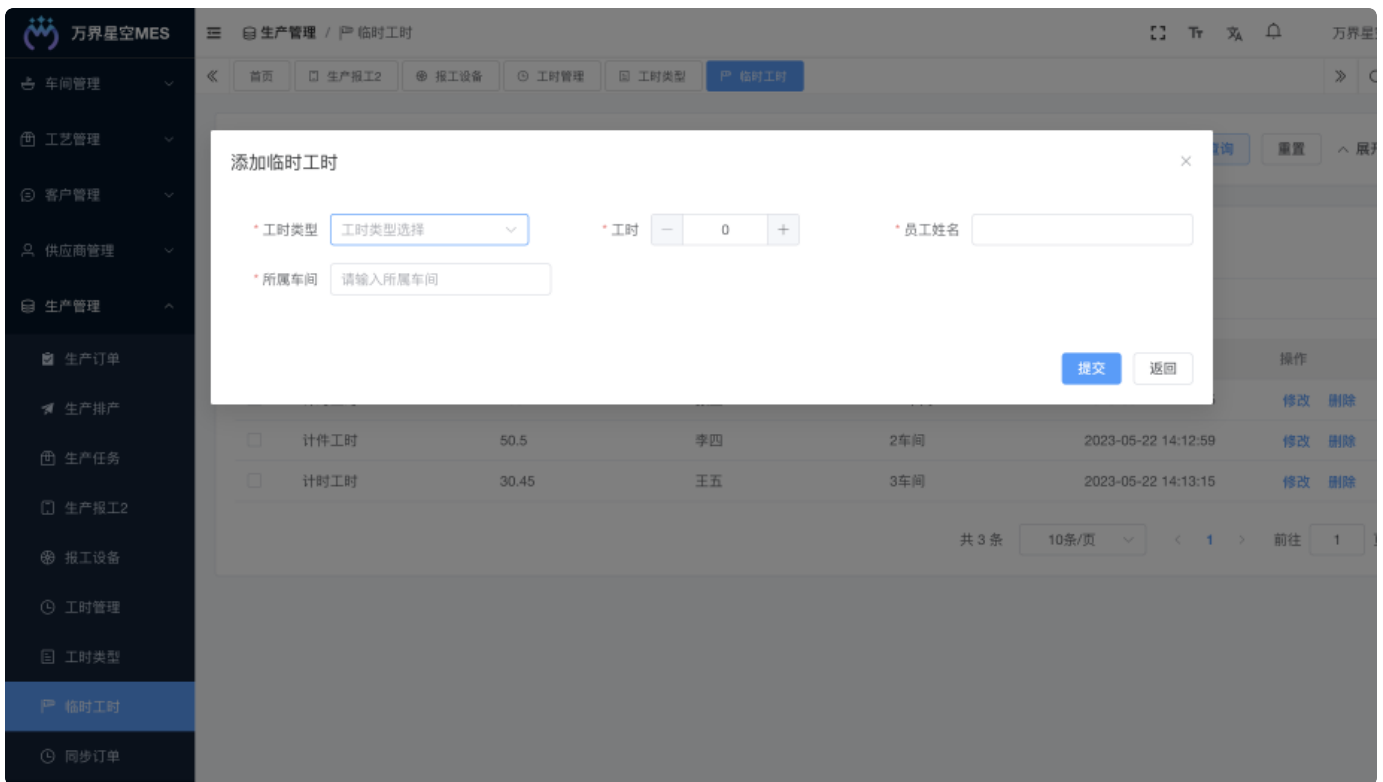 万界星空MES
生产管理 / 临时工时
万界星
首页 生产报工2 报工设备 工时管理 工时类型 临时工时
车间管理
工艺管理
客户管理
供应商管理
生产管理
生产订单
生产排产
生产任务
生产报工2
报工设备
工时管理
工时类型
临时工时
同步订单
询 重置 展开
添加临时工时
* 工时类型 工时类型选择 * 工时 − 0 + * 员工姓名
* 所属车间 请输入所属车间
提交 返回
操作
修改 删除
计件工时 50.5 李四 2车间 2023-05-22 14:12:59 修改 删除
计时工时 30.45 王五 3车间 2023-05-22 14:13:15 修改 删除
共 3 条 10条/页 1 前往 1